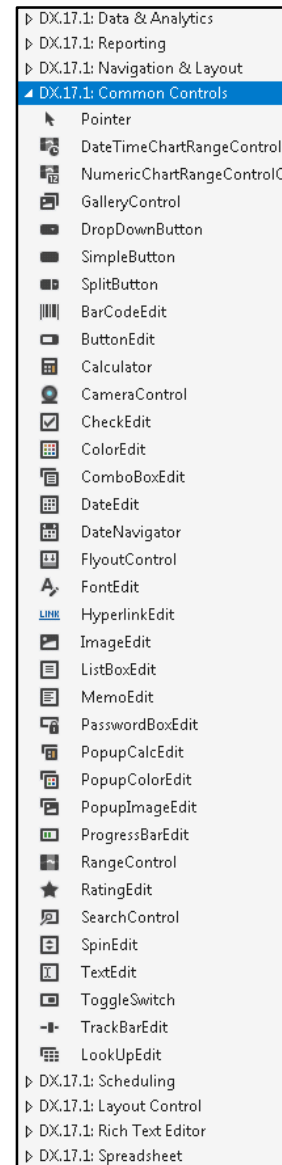 DX.17.1: Data & Analytics
DX.17.1: Reporting
DX.17.1: Navigation & Layout
DX.17.1: Common Controls
Pointer
DateTimeChartRangeControl
NumericChartRangeControlC
GalleryControl
DropDownButton
SimpleButton
SplitButton
BarCodeEdit
ButtonEdit
Calculator
CameraControl
CheckEdit
ColorEdit
ComboBoxEdit
DateEdit
DateNavigator
FlyoutControl
FontEdit
LINK HyperlinkEdit
ImageEdit
ListBoxEdit
MemoEdit
PasswordBoxEdit
PopupCalcEdit
PopupColorEdit
PopupImageEdit
ProgressBarEdit
RangeControl
RatingEdit
SearchControl
SpinEdit
TextEdit
ToggleSwitch
TrackBarEdit
LookUpEdit
DX.17.1: Scheduling
DX.17.1: Layout Control
DX.17.1: Rich Text Editor
DX.17.1: Spreadsheet